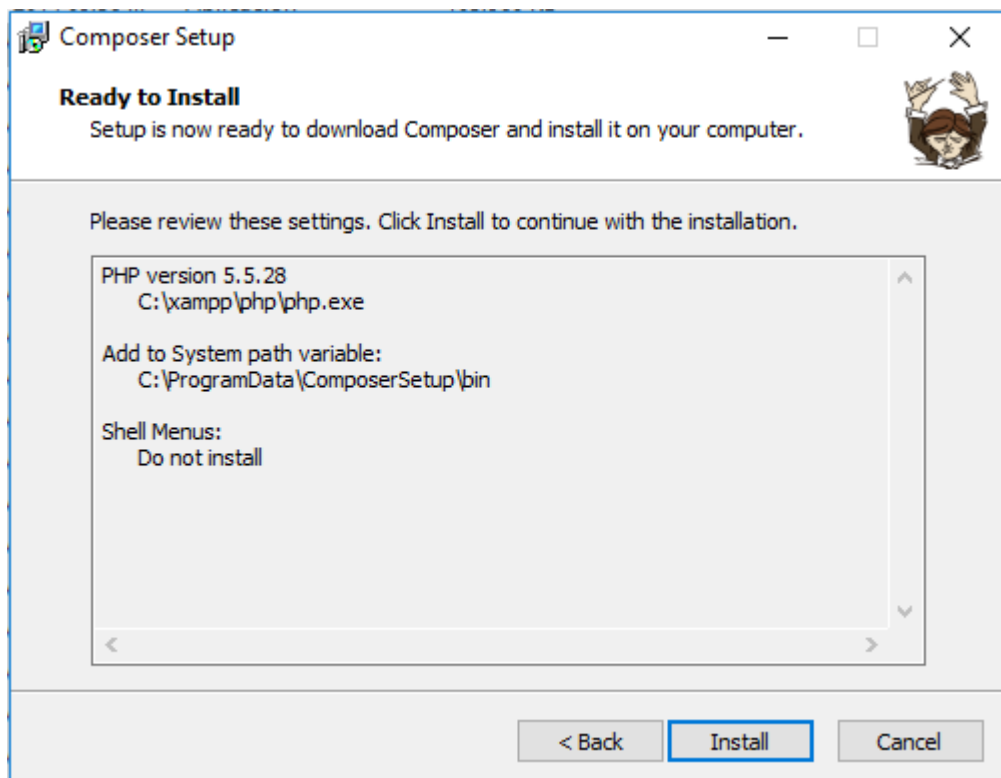 Composer Setup
Ready to Install
Setup is now ready to download Composer and install it on your computer.
Please review these settings. Click Install to continue with the installation.
PHP version 5.5.28
C:\xampp\php\php.exe
Add to System path variable:
C:\ProgramData\ComposerSetup\bin
Shell Menus:
Do not install
< Back
Install
Cancel